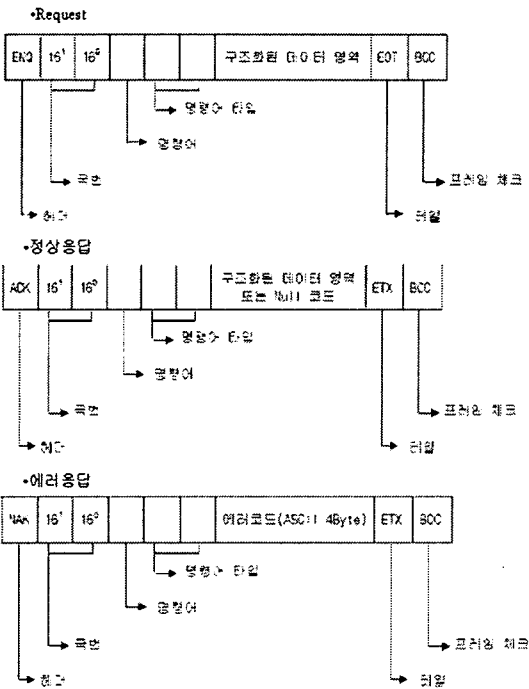 •Request
ENQ 16¹ 16⁰ 구조화된 데이터 영역 EOT BCC
명령어 타입
명령어
국번 프레임 체크
헤더 테일
•정상응답
ACK 16¹ 16⁰ 구조화된 데이터 영역 또는 Null 코드 ETX BCC
명령어 타입
명령어
국번 프레임 체크
헤더 테일
•에러응답
NAK 16¹ 16⁰ 에러코드(ASCII 4Byte) ETX BCC
명령어 타입
명령어
국번 프레임 체크
헤더 테일